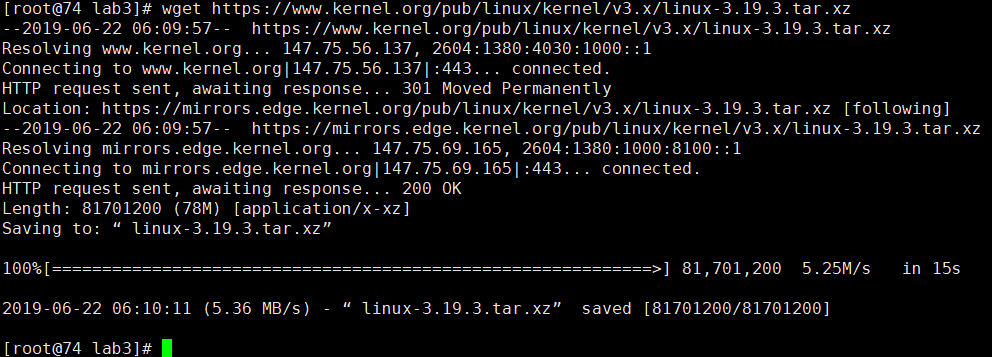 [root@74 lab3]# wget https://www.kernel.org/pub/linux/kernel/v3.x/linux-3.19.3.tar.xz
--2019-06-22 06:09:57--  https://www.kernel.org/pub/linux/kernel/v3.x/linux-3.19.3.tar.xz
Resolving www.kernel.org... 147.75.56.137, 2604:1380:4030:1000::1
Connecting to www.kernel.org|147.75.56.137|:443... connected.
HTTP request sent, awaiting response... 301 Moved Permanently
Location: https://mirrors.edge.kernel.org/pub/linux/kernel/v3.x/linux-3.19.3.tar.xz [following]
--2019-06-22 06:09:57--  https://mirrors.edge.kernel.org/pub/linux/kernel/v3.x/linux-3.19.3.tar.xz
Resolving mirrors.edge.kernel.org... 147.75.69.165, 2604:1380:1000:8100::1
Connecting to mirrors.edge.kernel.org|147.75.69.165|:443... connected.
HTTP request sent, awaiting response... 200 OK
Length: 81701200 (78M) [application/x-xz]
Saving to: “ linux-3.19.3.tar.xz”
100%[============================================================>] 81,701,200  5.25M/s   in 15s
2019-06-22 06:10:11 (5.36 MB/s) - “ linux-3.19.3.tar.xz”  saved [81701200/81701200]
[root@74 lab3]#